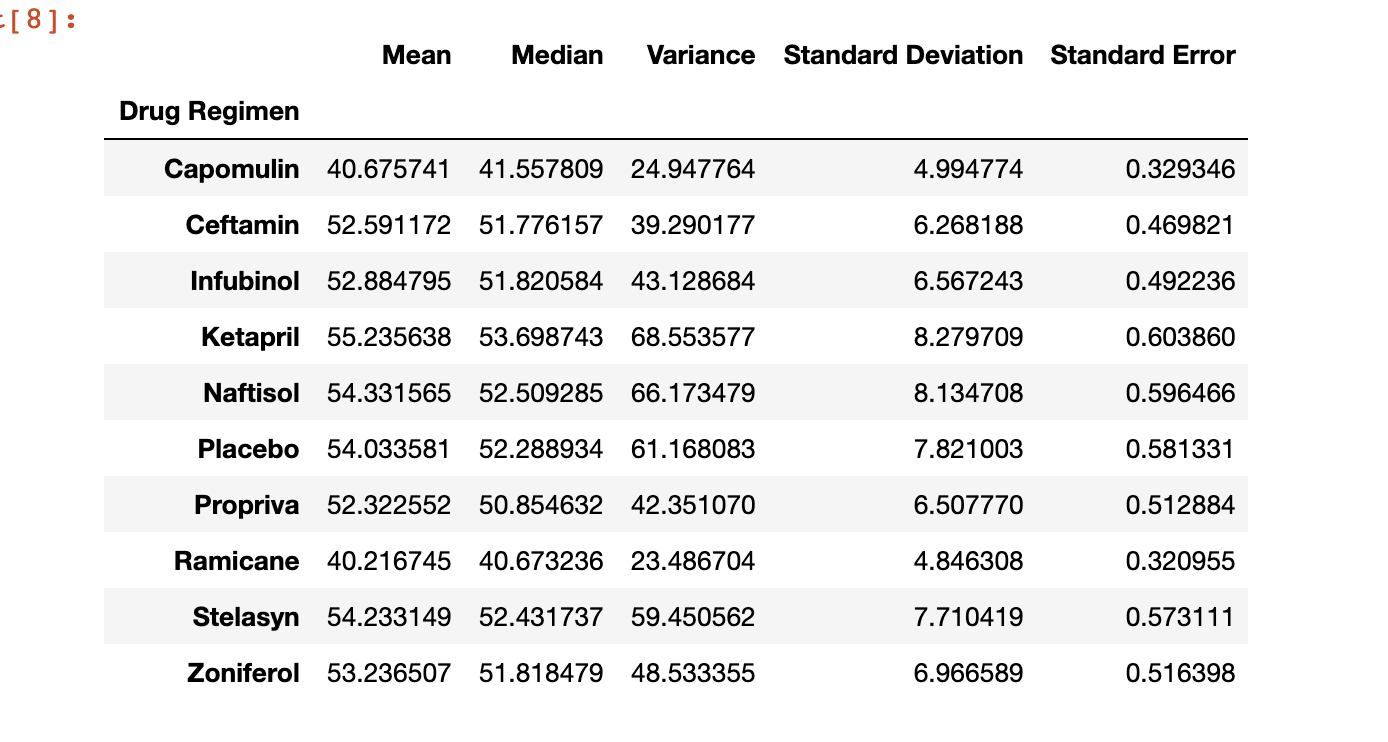 t[8]:
Mean Median Variance Standard Deviation Standard Error
Drug Regimen
Capomulin 40.675741 41.557809 24.947764 4.994774 0.329346
Ceftamin 52.591172 51.776157 39.290177 6.268188 0.469821
Infubinol 52.884795 51.820584 43.128684 6.567243 0.492236
Ketapril 55.235638 53.698743 68.553577 8.279709 0.603860
Naftisol 54.331565 52.509285 66.173479 8.134708 0.596466
Placebo 54.033581 52.288934 61.168083 7.821003 0.581331
Propriva 52.322552 50.854632 42.351070 6.507770 0.512884
Ramicane 40.216745 40.673236 23.486704 4.846308 0.320955
Stelasyn 54.233149 52.431737 59.450562 7.710419 0.573111
Zoniferol 53.236507 51.818479 48.533355 6.966589 0.516398